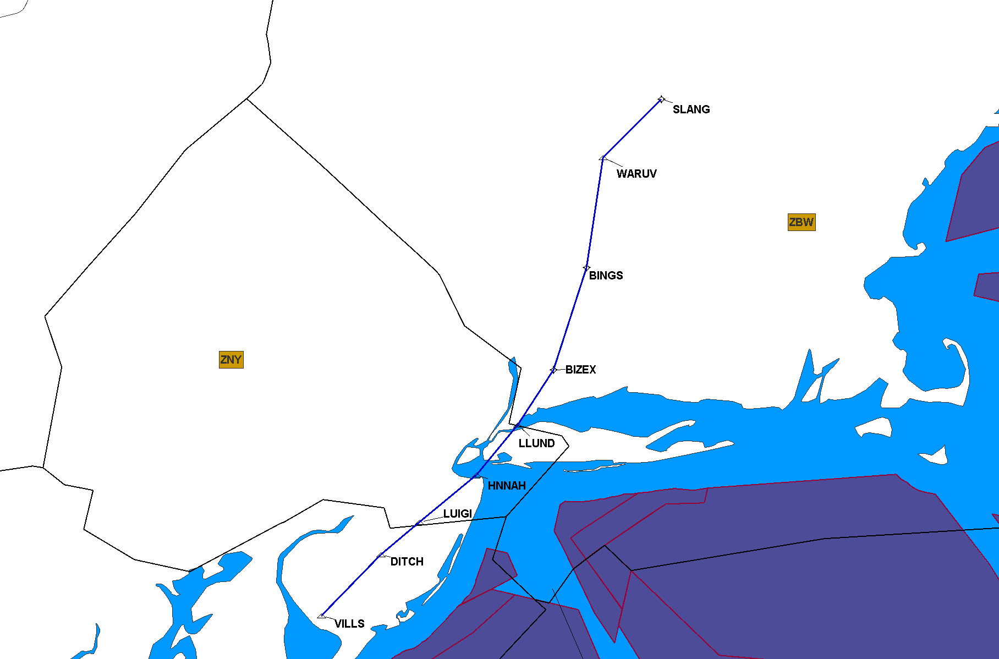 SLANG
WARUV
ZBW
BINGS
ZNY
BIZEX
LLUND
HNNAH
LUIGI
DITCH
VILLS